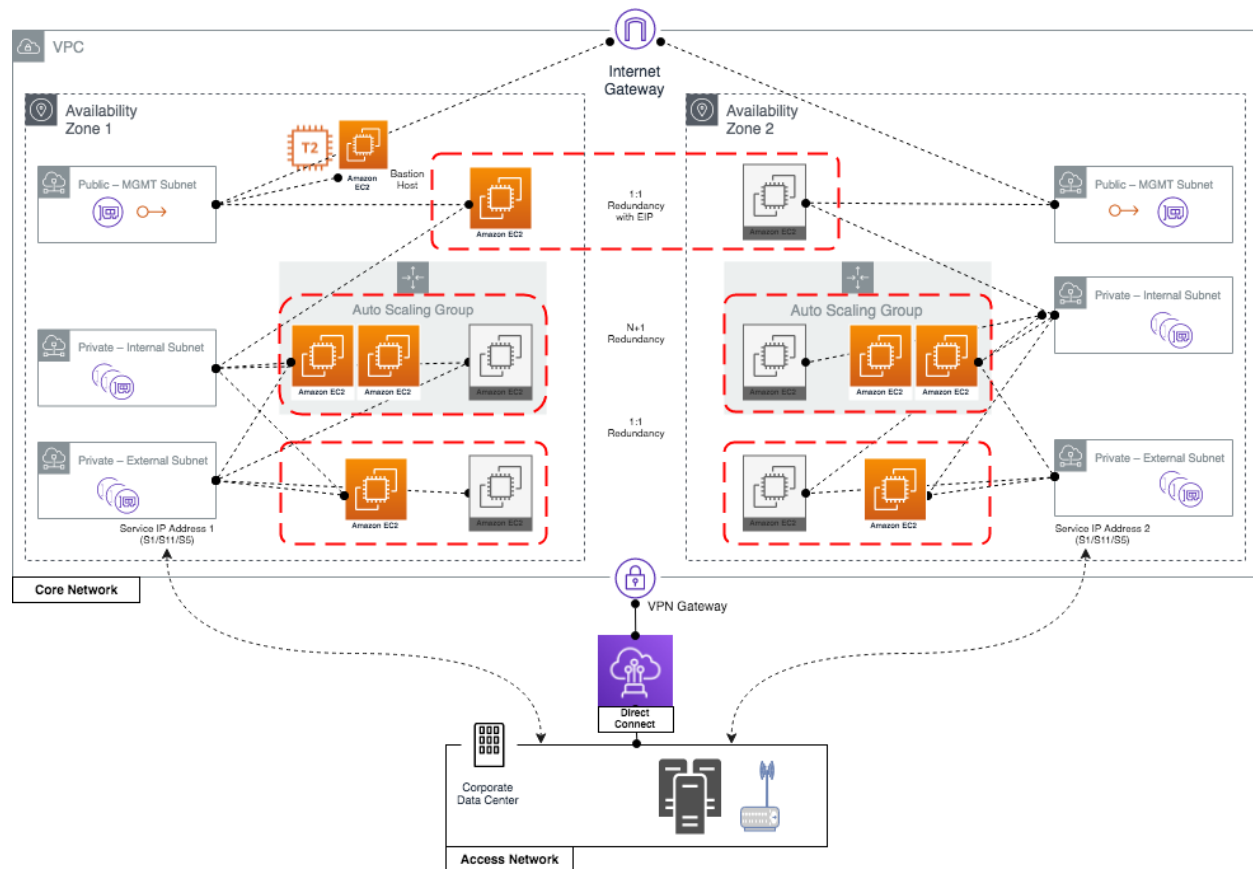 VPC
Internet
Gateway
Availability
Zone 1
T2
Amazon
EC2
Bastion
Host
Public – MGMT Subnet
Amazon EC2
1:1
Redundancy
with EIP
Amazon EC2
Availability
Zone 2
Public – MGMT Subnet
Auto Scaling Group
Private – Internal Subnet
Amazon EC2
Amazon EC2
Amazon EC2
N+1
Redundancy
Auto Scaling Group
Amazon EC2
Amazon EC2
Amazon EC2
Private – Internal Subnet
Private – External Subnet
Service IP Address 1
(S1/S11/S5)
Amazon EC2
Amazon EC2
1:1
Redundancy
Amazon EC2
Amazon EC2
Private – External Subnet
Service IP Address 2
(S1/S11/S5)
Core Network
VPN Gateway
Direct
Connect
Corporate
Data Center
Access Network